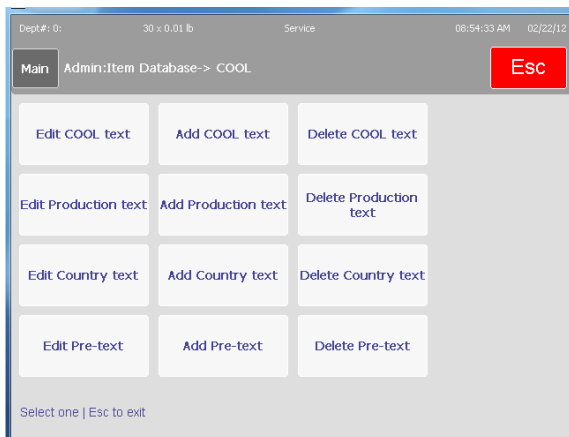 Dept#: 0: 30 x 0.01 lb Service 08:54:33 AM 02/22/12
Main Admin:Item Database-> COOL Esc
Edit COOL text Add COOL text Delete COOL text
Edit Production text Add Production text Delete Production
text
Edit Country text Add Country text Delete Country text
Edit Pre-text Add Pre-text Delete Pre-text
Select one | Esc to exit